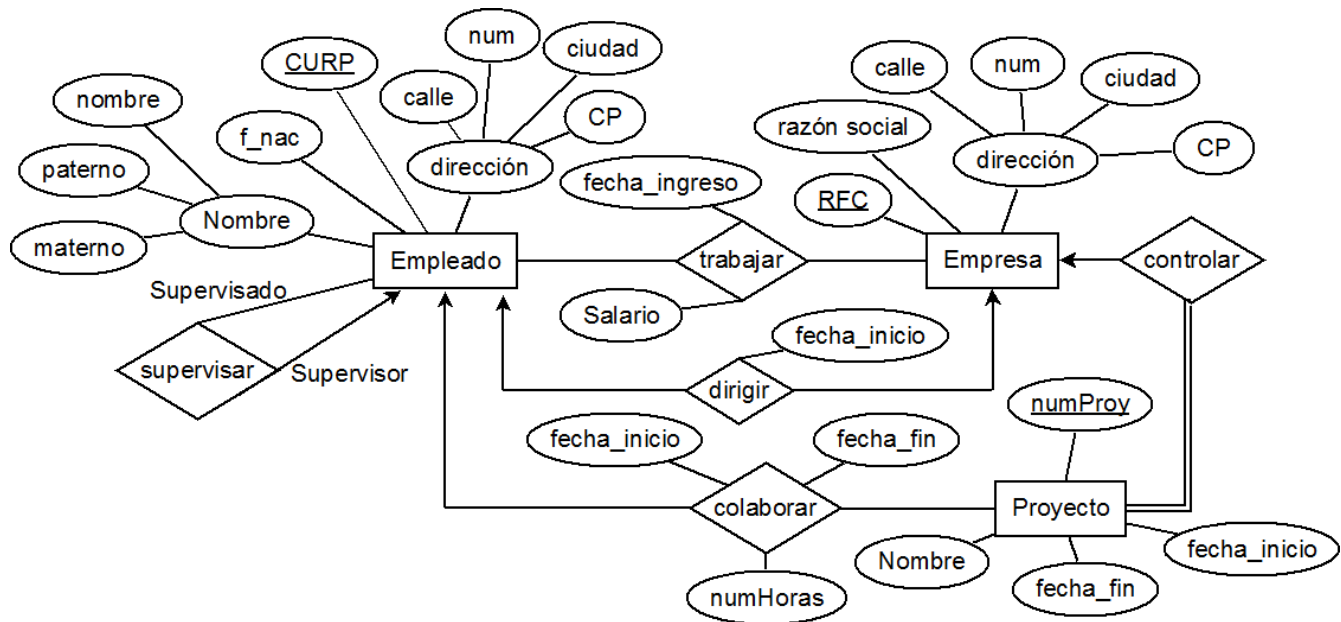 CURP
num
ciudad
calle
CP
nombre
f_nac
dirección
paterno
Nombre
materno
Empleado
calle
num
ciudad
razón social
dirección
CP
fecha_ingreso
RFC
trabajar
Empresa
controlar
Salario
Supervisado
supervisar
Supervisor
fecha_inicio
dirigir
numProy
fecha_inicio
fecha_fin
colaborar
Proyecto
numHoras
Nombre
fecha_fin
fecha_inicio